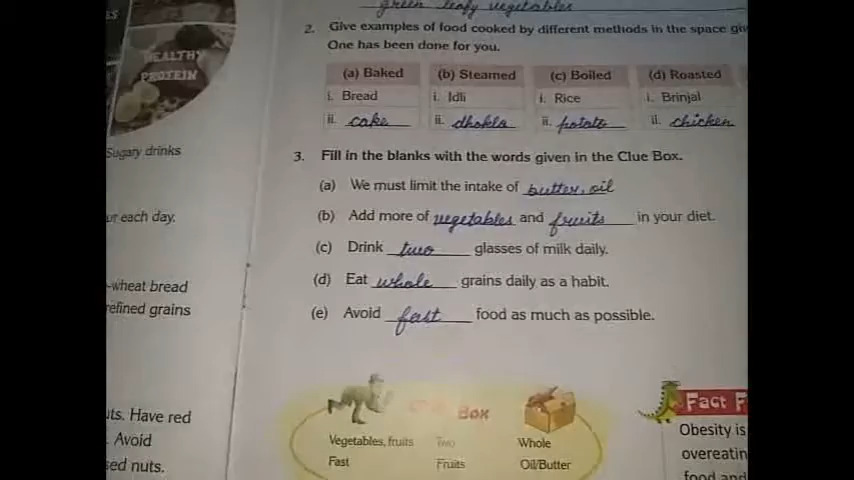 green leafy vegetables
2. Give examples of food cooked by different methods in the space
One has been done for you.
(a) Baked (b) Steamed (c) Boiled (d) Roasted
i. Bread i. Idli i. Rice i. Brinjal
ii. cake ii. dhokla ii. potato ii. chicken
3. Fill in the blanks with the words given in the Clue Box.
(a) We must limit the intake of butter, oil
(b) Add more of vegetables and fruits in your diet.
(c) Drink two glasses of milk daily.
(d) Eat whole grains daily as a habit.
(e) Avoid fast food as much as possible.
Box
Vegetables, fruits Two Whole
Fast Fruits Oil/Butter
HEALTHY
PROTEIN
Sugary drinks
each day.
-wheat bread
refined grains
Have red
Avoid
nuts.
Fact F
Obesity is
overeatin
food and